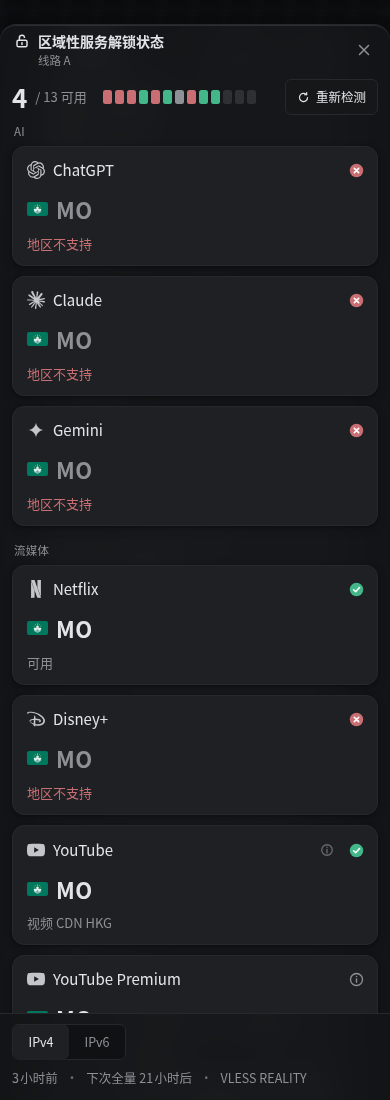 区域性服务解锁状态
线路 A
4 / 13 可用
重新检测
AI
ChatGPT
MO
地区不支持
Claude
MO
地区不支持
Gemini
MO
地区不支持
流媒体
Netflix
MO
可用
Disney+
MO
地区不支持
YouTube
MO
视频 CDN HKG
YouTube Premium
MO
IPv4 IPv6
3小时前 · 下次全量 21小时后 · VLESS REALITY